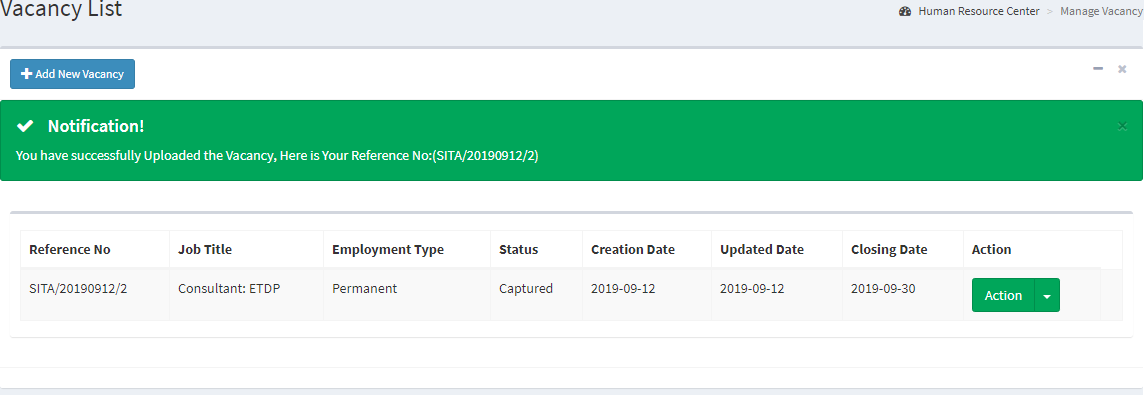 Vacancy List
Human Resource Center > Manage Vacancy
Add New Vacancy
Notification!
You have successfully Uploaded the Vacancy, Here is Your Reference No:(SITA/20190912/2)
Reference No Job Title Employment Type Status Creation Date Updated Date Closing Date Action
SITA/20190912/2 Consultant: ETDP Permanent Captured 2019-09-12 2019-09-12 2019-09-30 Action